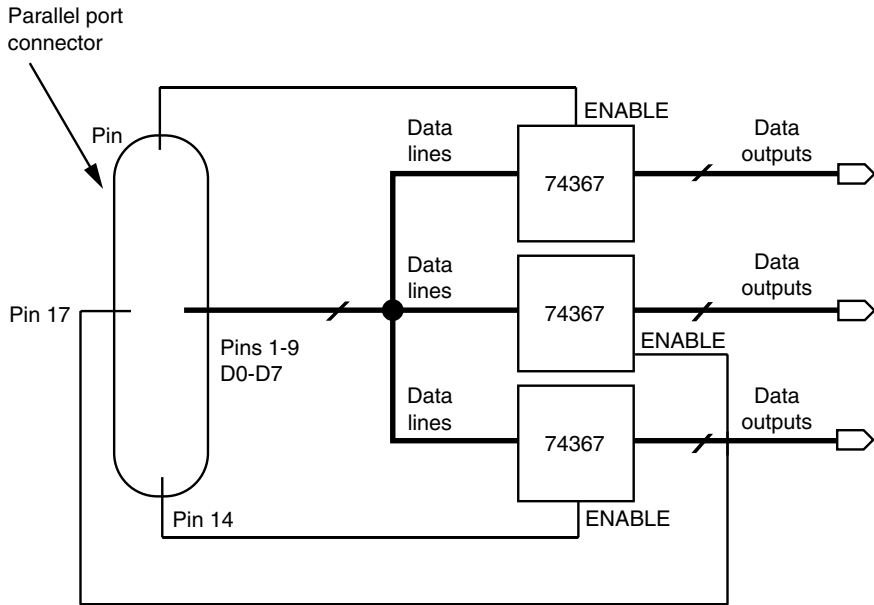 Parallel port
connector
Pin
ENABLE
Data
lines
74367
Data
outputs
Data
lines
74367
Data
outputs
Pin 17
ENABLE
Pins 1-9
D0-D7
Data
lines
74367
Data
outputs
Pin 14
ENABLE